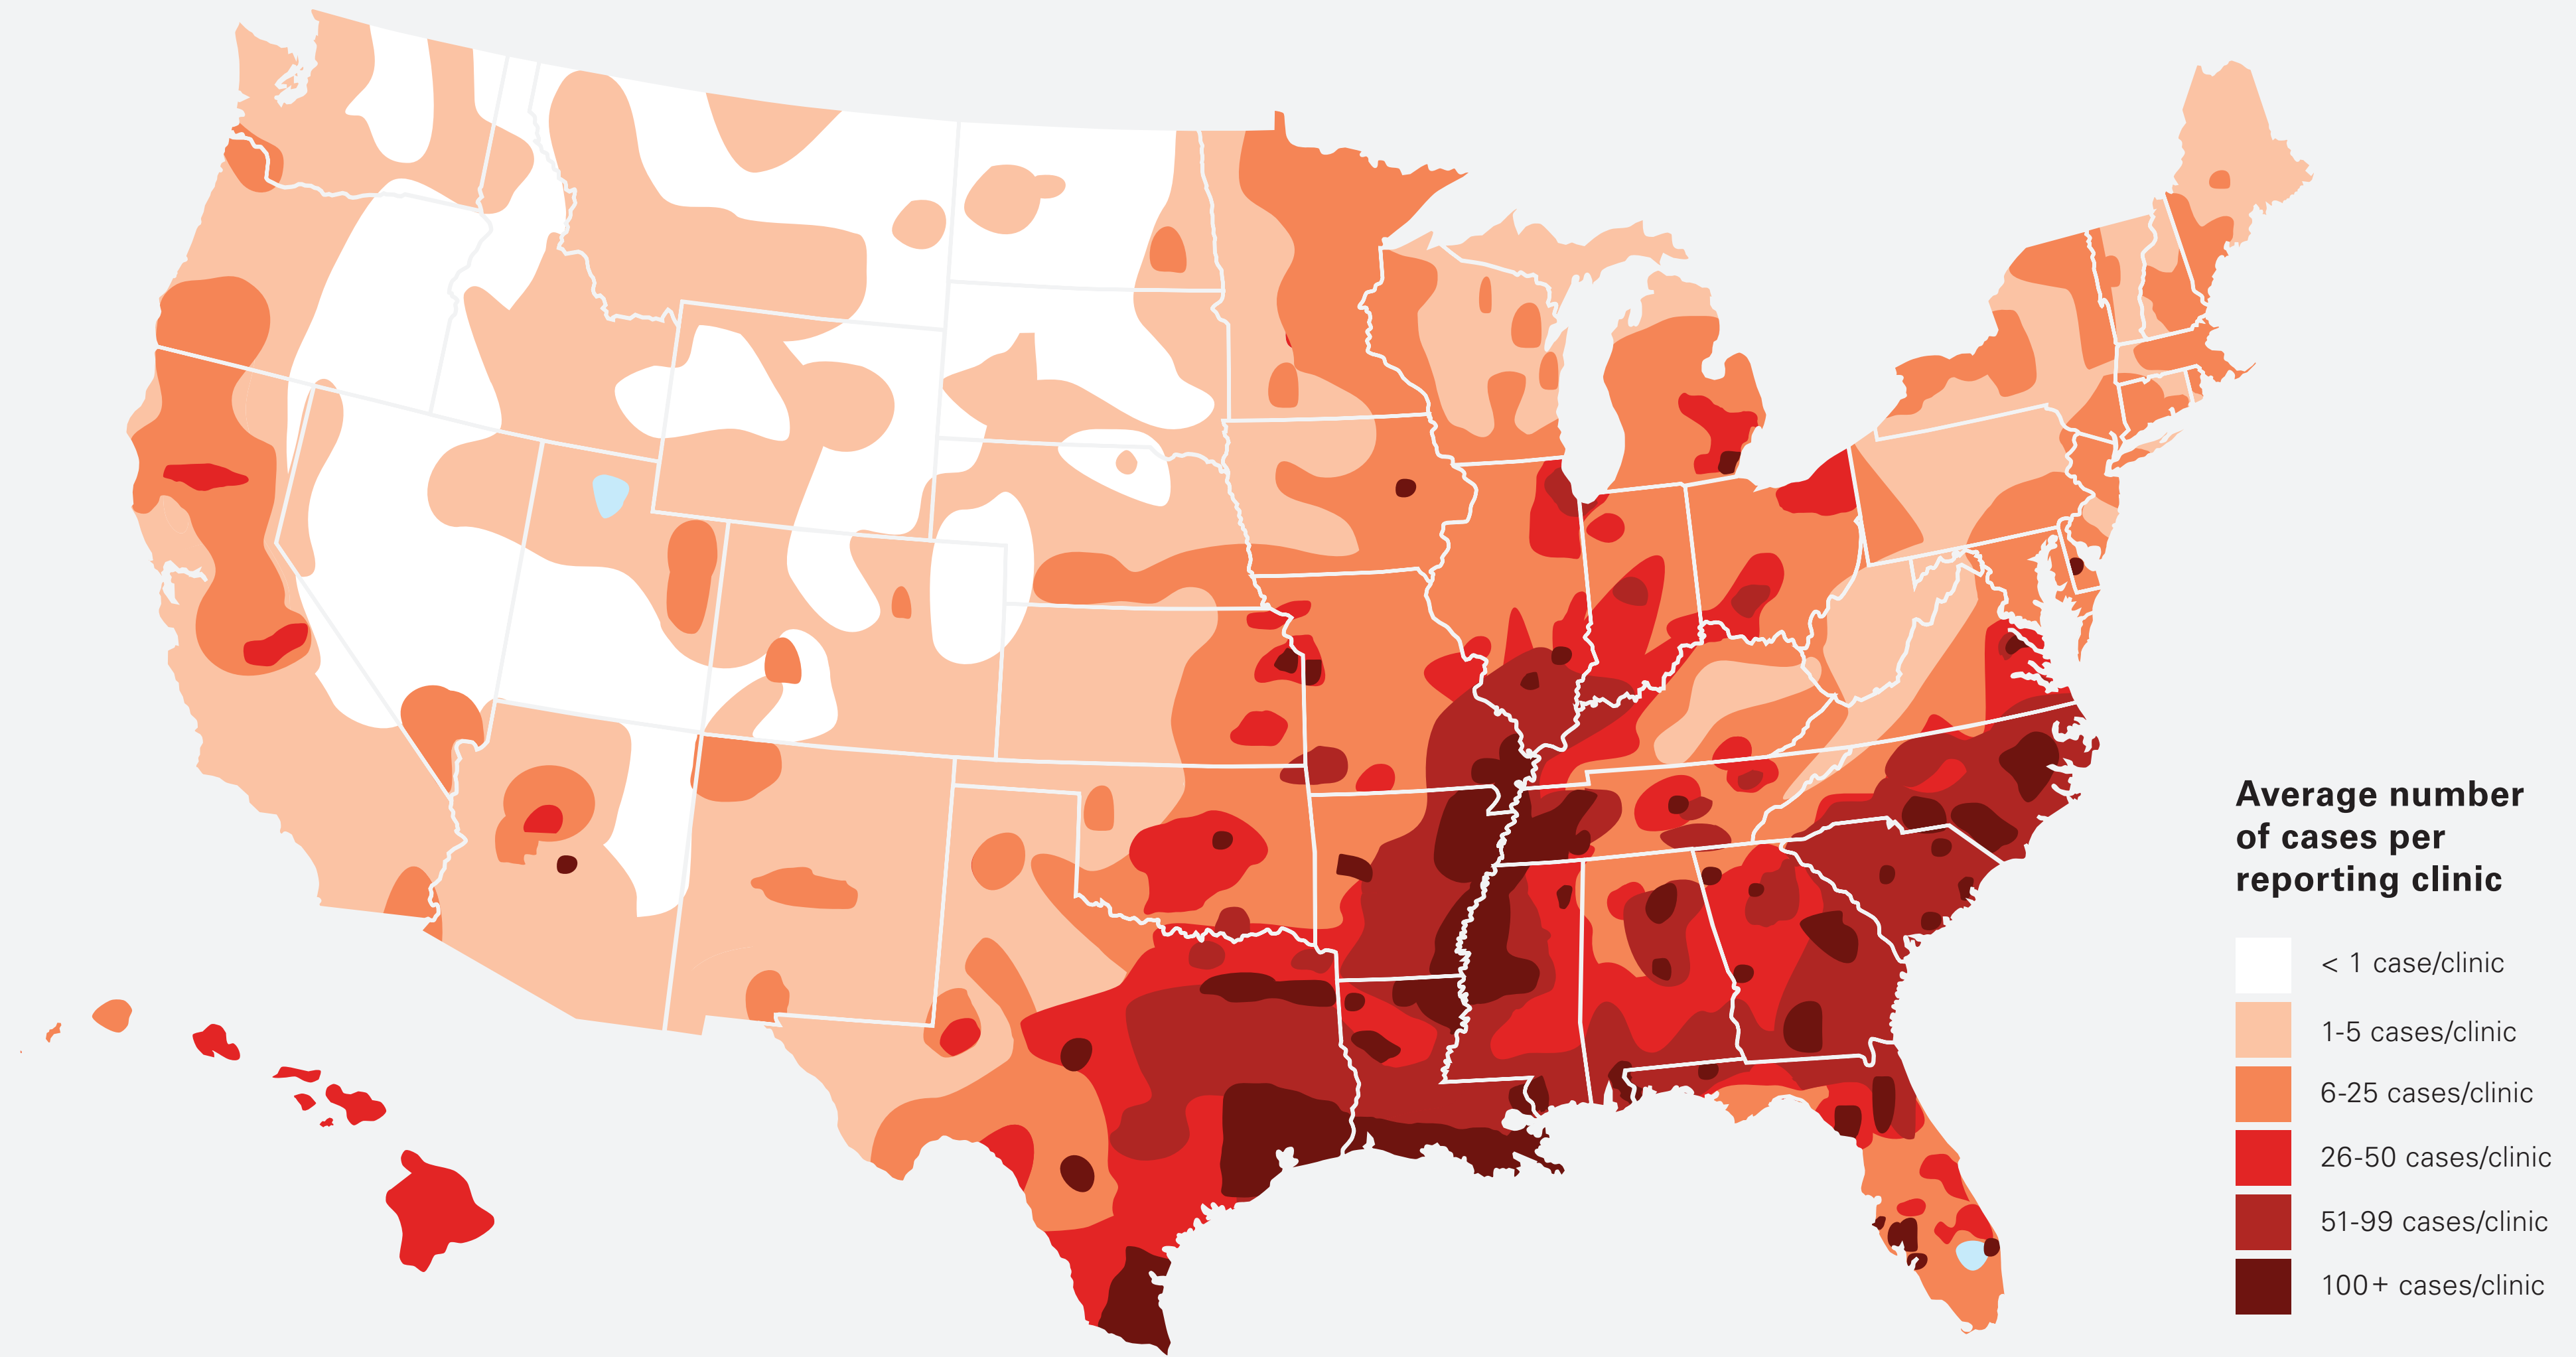 Average number
of cases per
reporting clinic
< 1 case/clinic
1-5 cases/clinic
6-25 cases/clinic
26-50 cases/clinic
51-99 cases/clinic
100+ cases/clinic